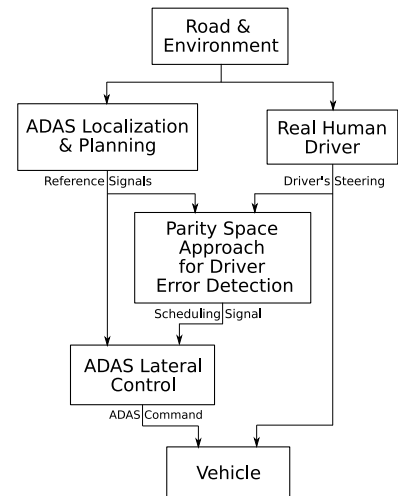 Road &
Environment
ADAS Localization
& Planning
Real Human
Driver
Reference Signals
Driver's Steering
Parity Space
Approach
for Driver
Error Detection
Scheduling Signal
ADAS Lateral
Control
ADAS Command
Vehicle